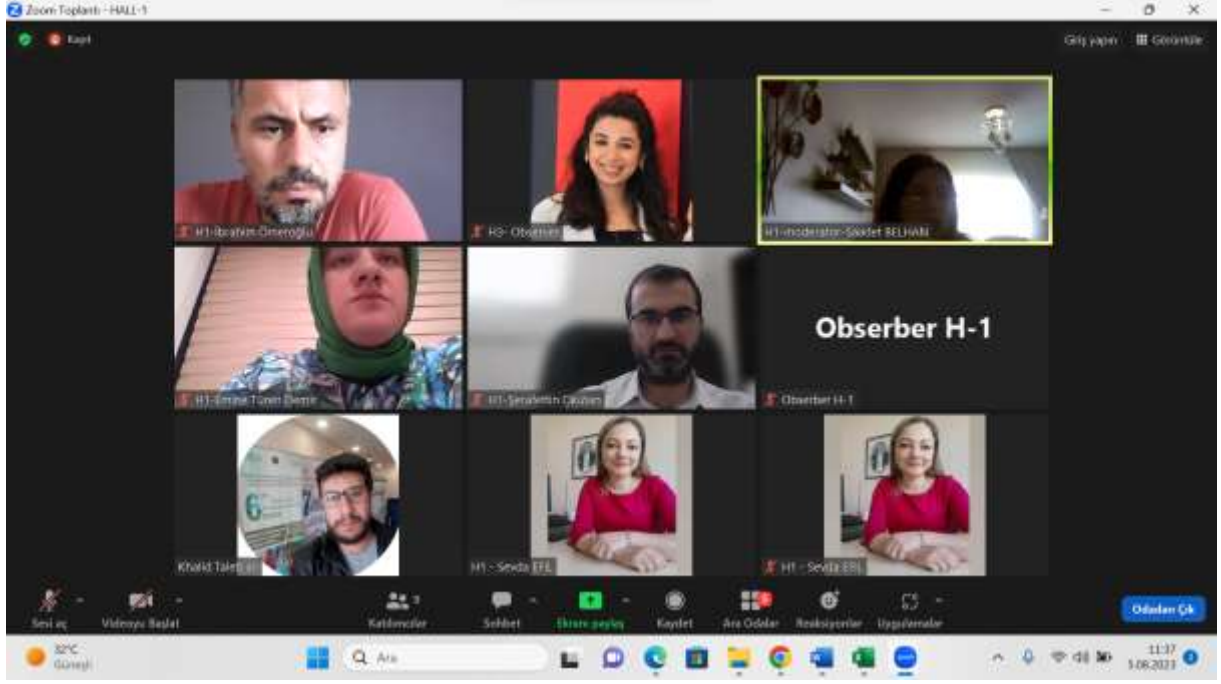 Zoom Toplantı - HALL-1
Kayıt
Giriş yapın
Görüntüle
H1-İbrahim Ömeroğlu
H3- Observer
H1-moderator-Saadet BELHAN
H1-Emine Türen Demir
H1-Şerafettin
Obserber H-1
Obserber H-1
Khalid Taleb
H1 - Sevda EFİL
H1 - Sevda EFİL
Sesi aç
Videoyu Başlat
Katılımcılar
Sohbet
Ekranı paylaş
Kaydet
Ara Odalar
Reaksiyonlar
Uygulamalar
Odadan Çık
32°C
Güneşli
Ara
11:37
5.08.2023